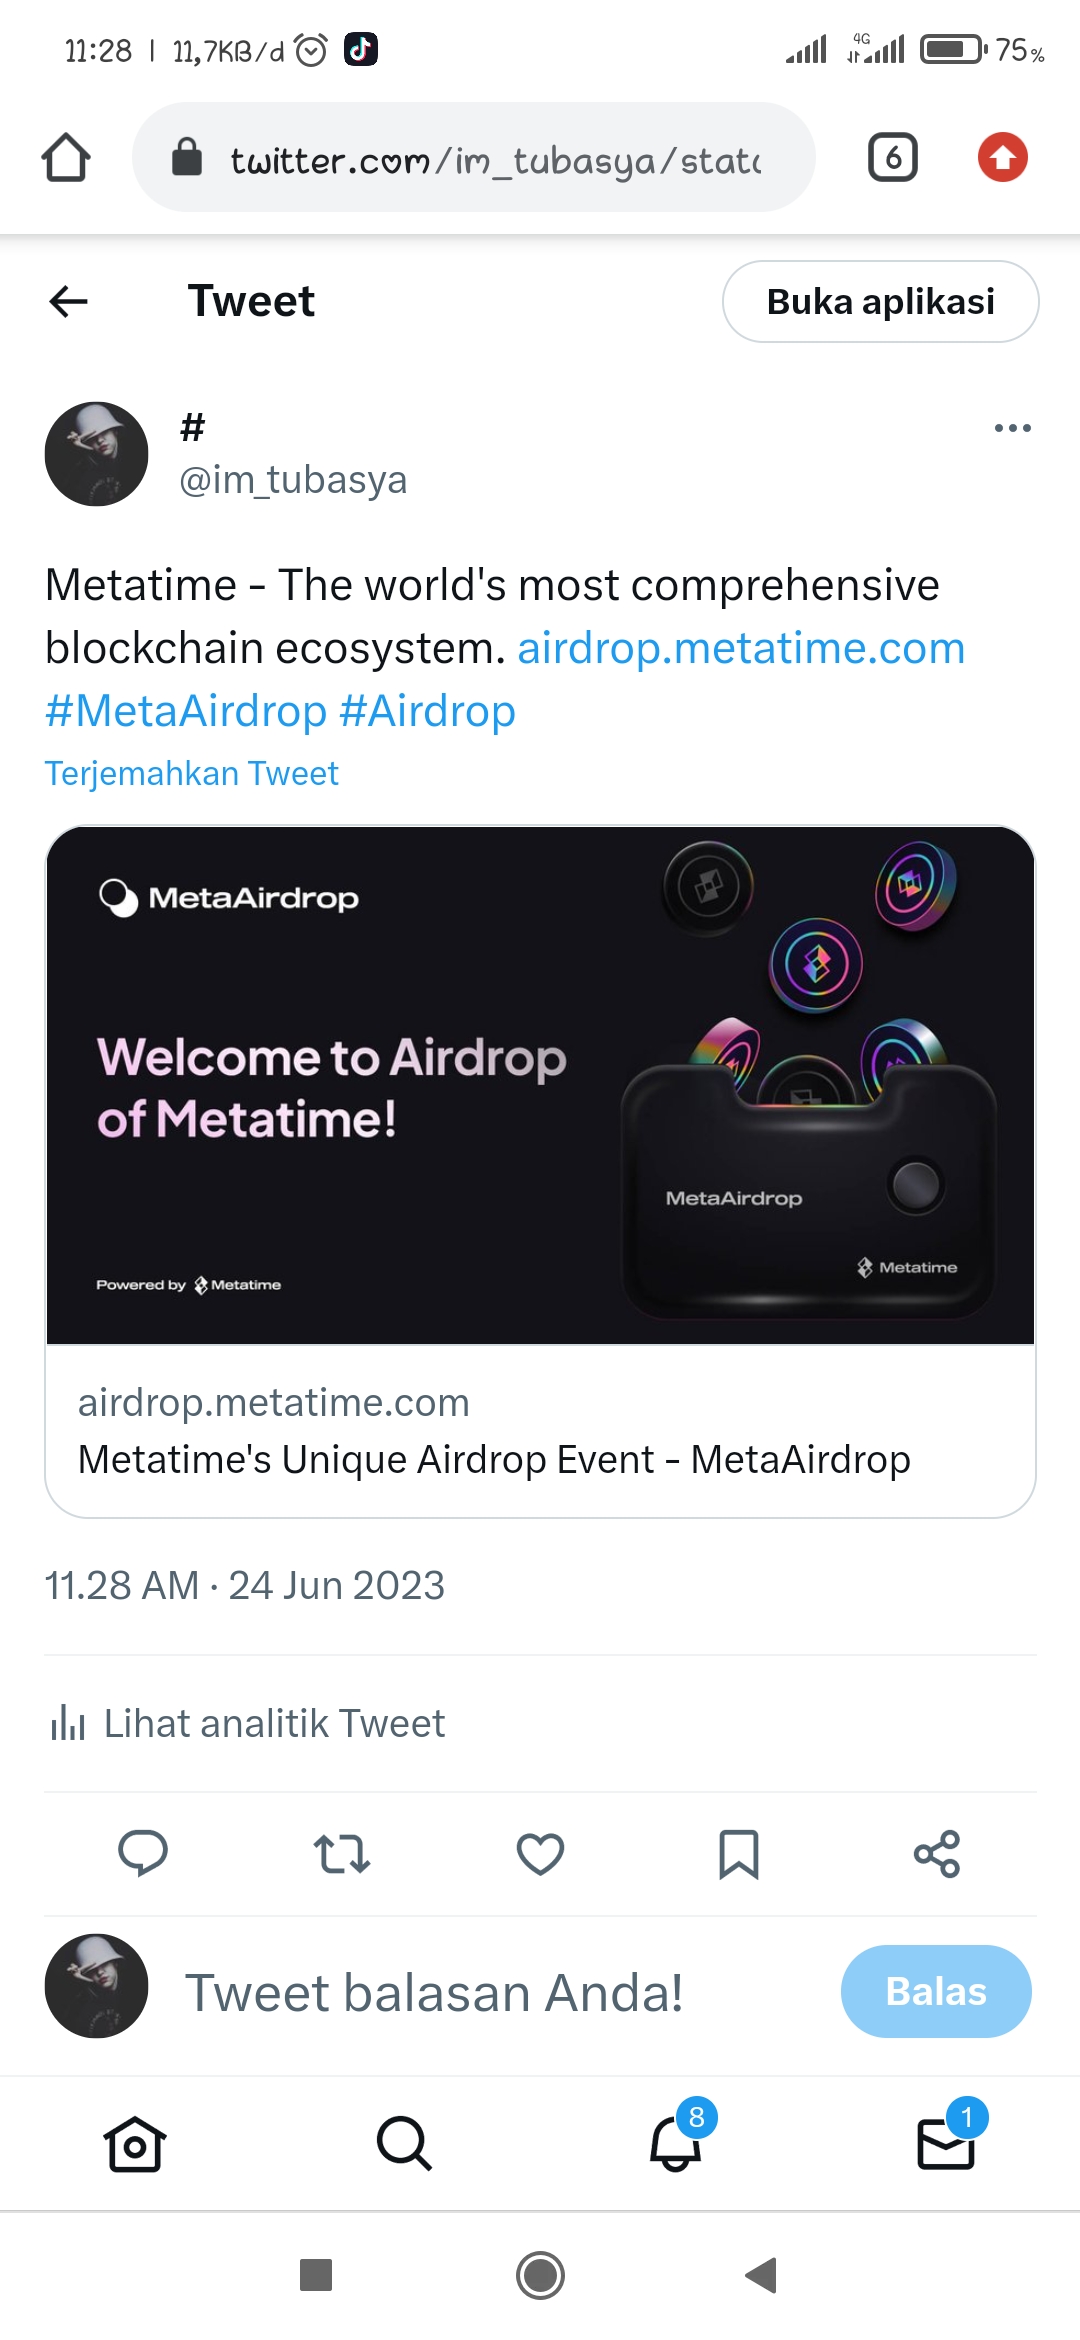 11:28 | 11,7KB/d
4G
75%
twitter.com/im_tubasya/statu
6
Tweet
Buka aplikasi
#
@im_tubasya
Metatime - The world's most comprehensive
blockchain ecosystem. airdrop.metatime.com
#MetaAirdrop #Airdrop
Terjemahkan Tweet
MetaAirdrop
Welcome to Airdrop
of Metatime!
MetaAirdrop
Metatime
Powered by Metatime
airdrop.metatime.com
Metatime's Unique Airdrop Event - MetaAirdrop
11.28 AM · 24 Jun 2023
Lihat analitik Tweet
Tweet balasan Anda!
Balas
8
1